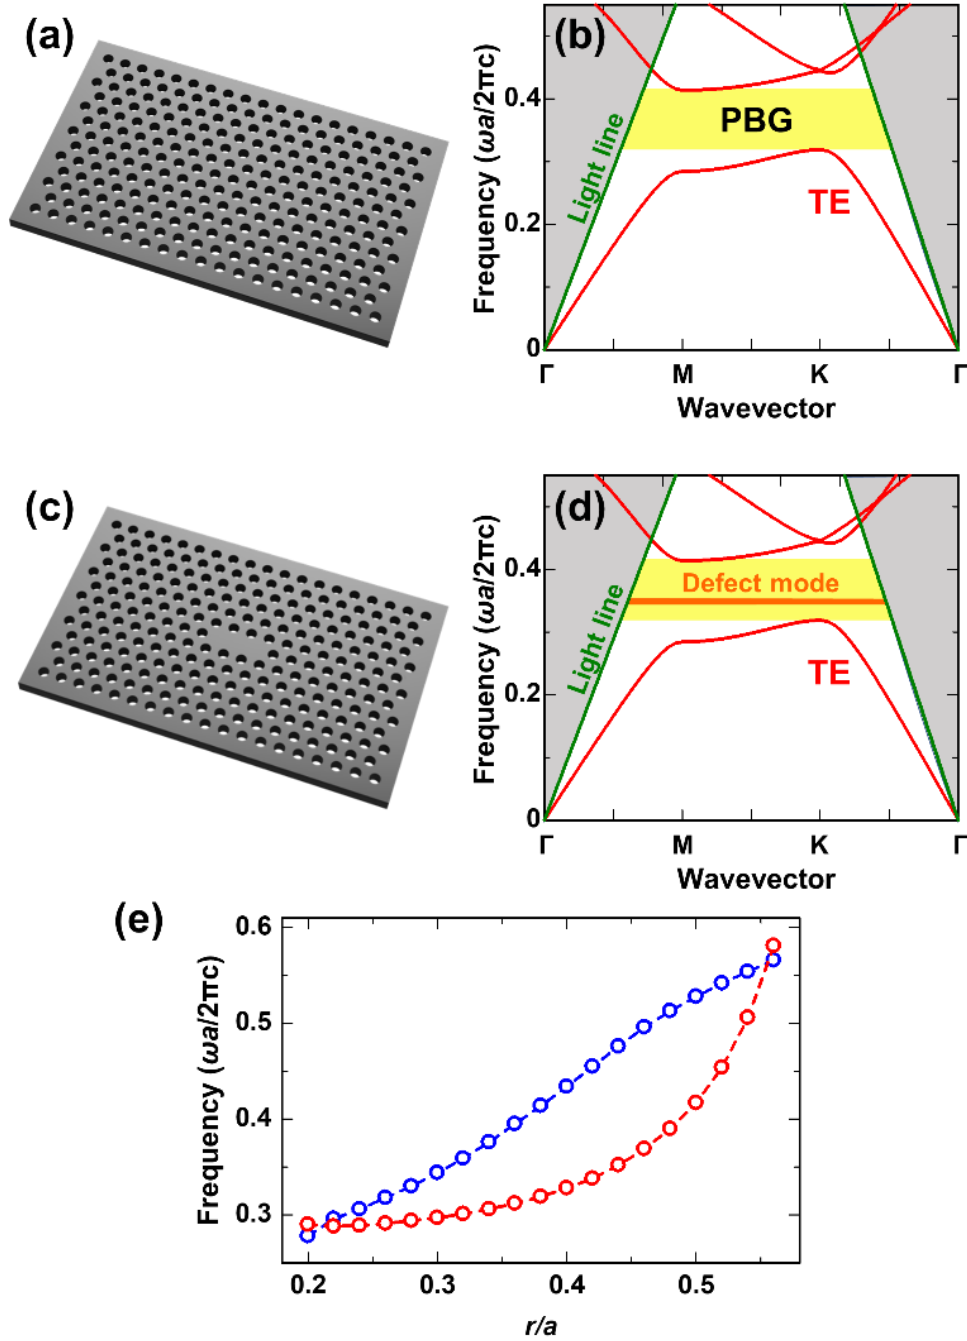 (a)
(b)
Frequency (ωa/2πc)
0.4
0.2
0
Light line
PBG
TE
Γ M K Γ
Wavevector
(c)
(d)
Frequency (ωa/2πc)
0.4
0.2
0
Light line
Defect mode
TE
Γ M K Γ
Wavevector
(e)
Frequency (ωa/2πc)
0.6
0.5
0.4
0.3
0.2 0.3 0.4 0.5
r/a